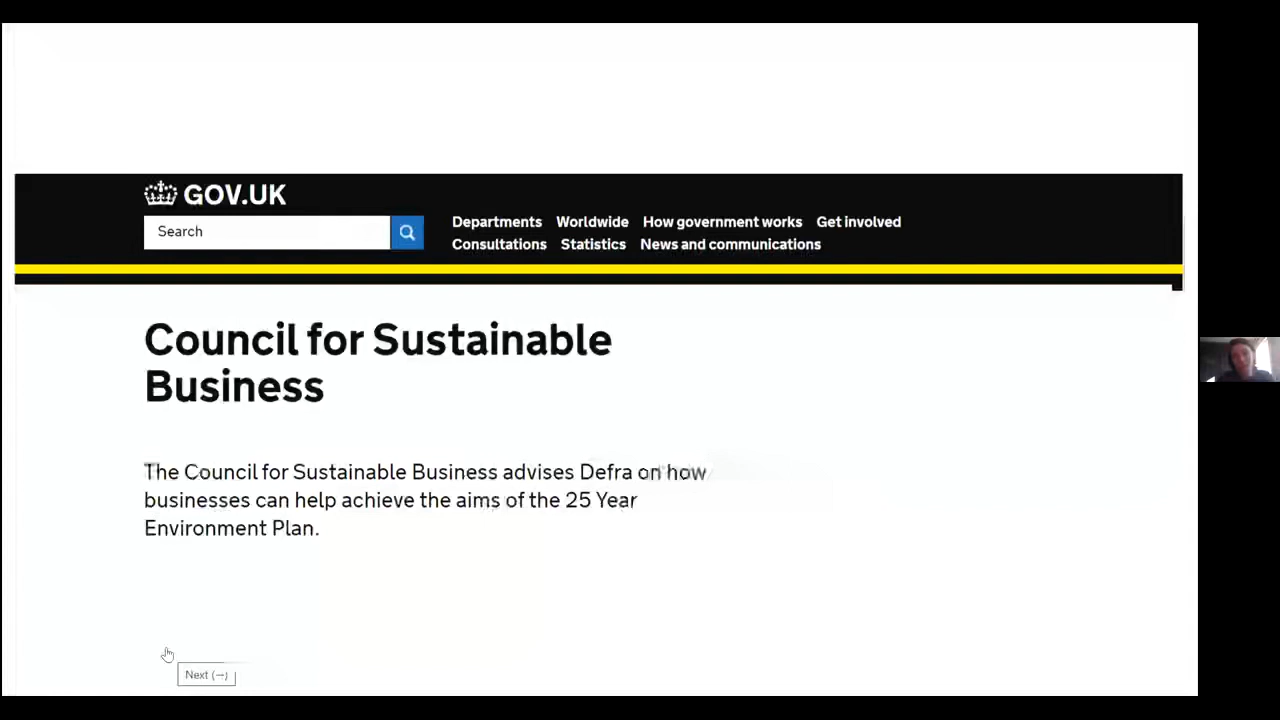 GOV.UK
Search
Departments Worldwide How government works Get involved
Consultations Statistics News and communications
Council for Sustainable
Business
The Council for Sustainable Business advises Defra on how
businesses can help achieve the aims of the 25 Year
Environment Plan.
Next (→)